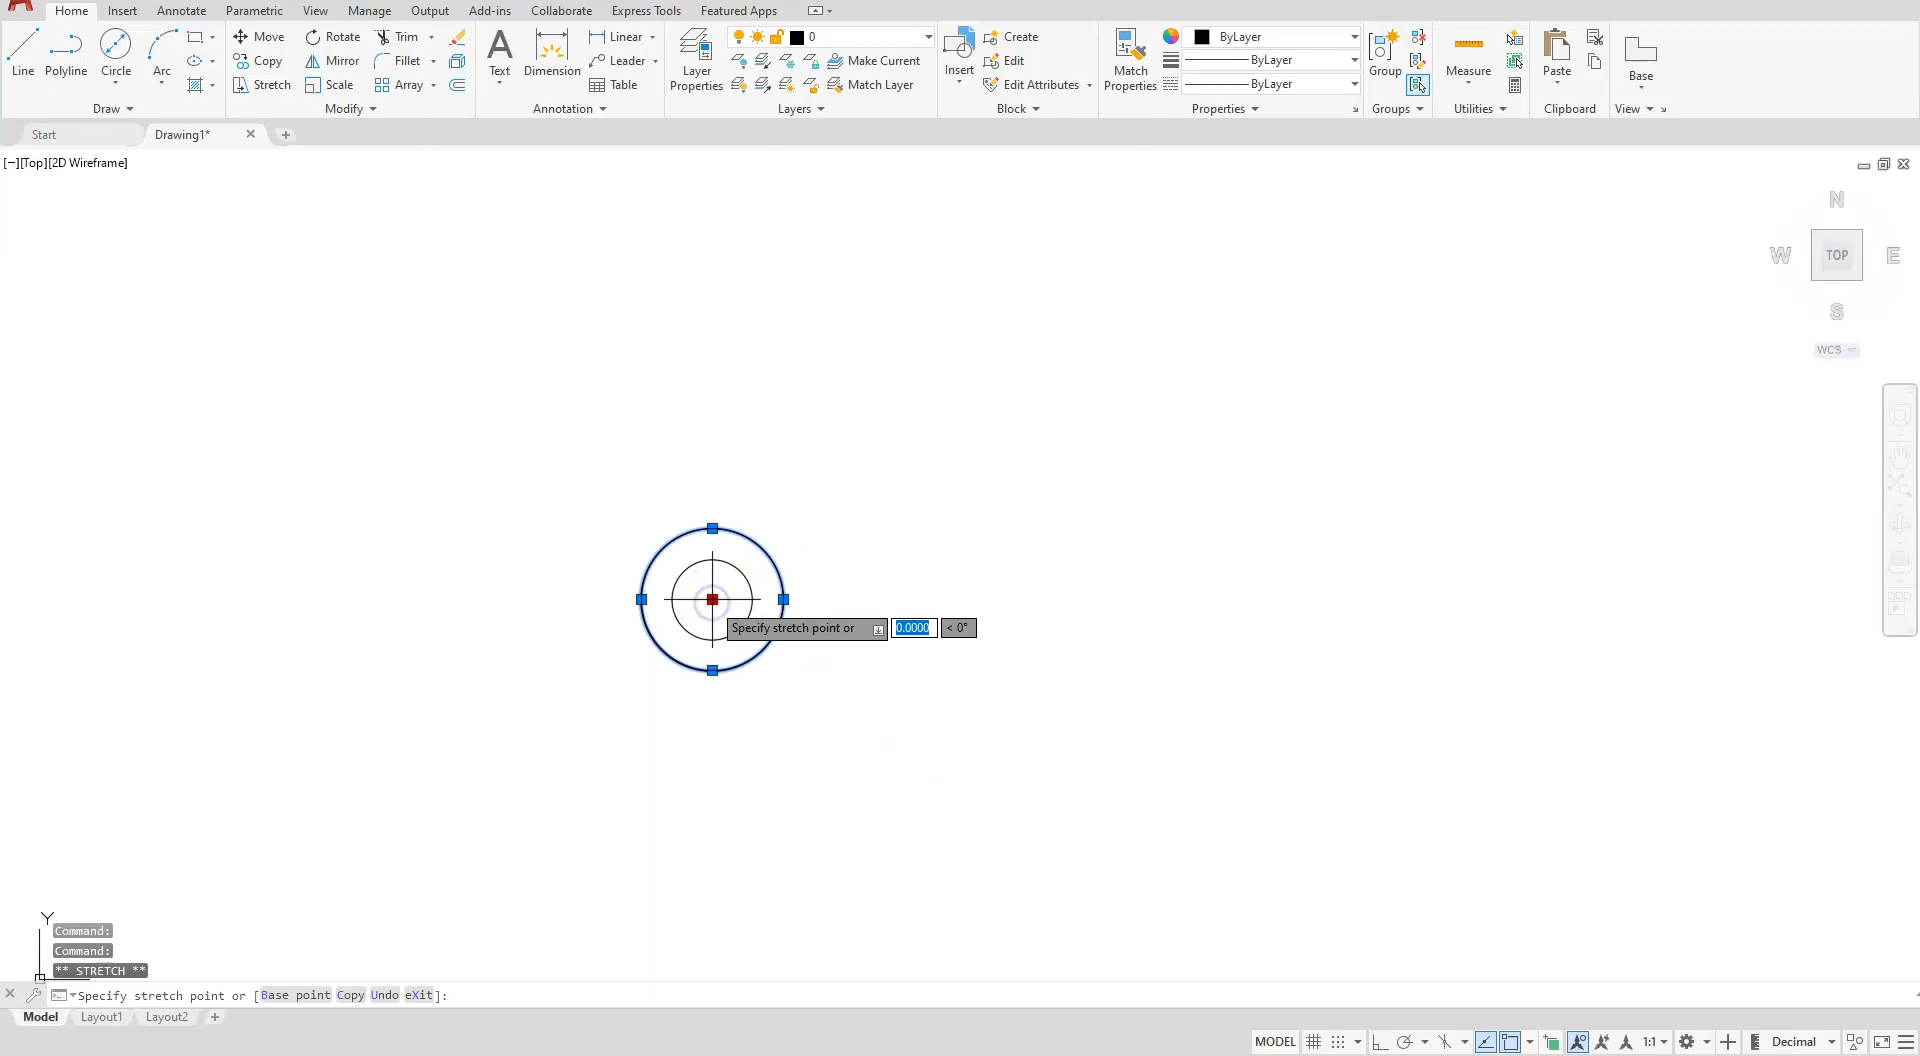 Home Insert Annotate Parametric View Manage Output Add-ins Collaborate Express Tools Featured Apps
Move Rotate Trim Linear 0 Create ByLayer
Copy Mirror Fillet Leader Make Current Edit ByLayer
Line Polyline Circle Arc Text Dimension Layer Properties Insert Match Properties Group Measure Paste Base
Stretch Scale Array Table Match Layer Edit Attributes ByLayer
Draw Modify Annotation Layers Block Properties Groups Utilities Clipboard View
Start Drawing1*
[−][Top][2D Wireframe]
N
W TOP E
S
WCS
Specify stretch point or 0.0000 < 0°
Y
Command:
Command:
** STRETCH **
Specify stretch point or [Base point Copy Undo eXit]:
Model Layout1 Layout2
MODEL 1:1 Decimal